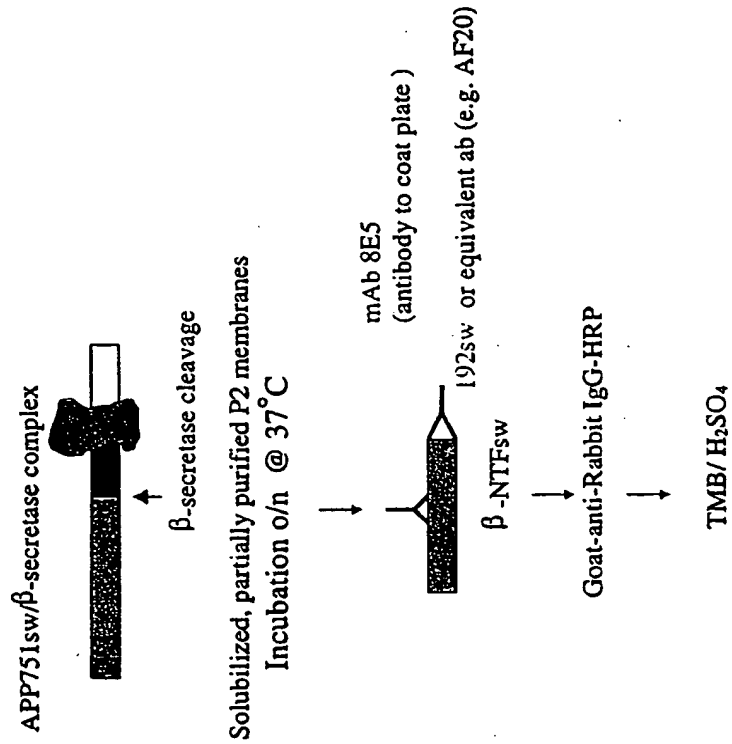 APP751sw/β-secretase complex
β-secretase cleavage
Solubilized, partially purified P2 membranes
Incubation o/n @ 37°C
mAb 8E5
(antibody to coat plate )
192sw or equivalent ab (e.g. AF20)
β-NTFsw
Goat-anti-Rabbit IgG-HRP
TMB/ H₂SO₄